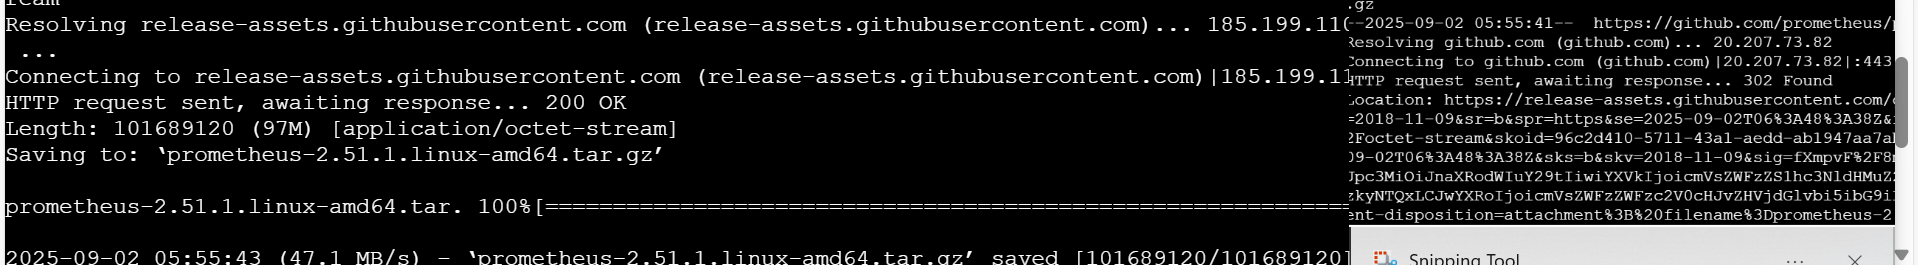 Resolving release-assets.githubusercontent.com (release-assets.githubusercontent.com)... 185.199.110
...
Connecting to release-assets.githubusercontent.com (release-assets.githubusercontent.com)|185.199.11
HTTP request sent, awaiting response... 200 OK
Length: 101689120 (97M) [application/octet-stream]
Saving to: ‘prometheus-2.51.1.linux-amd64.tar.gz’
prometheus-2.51.1.linux-amd64.tar. 100%[============================================================
2025-09-02 05:55:43 (47.1 MB/s) - ‘prometheus-2.51.1.linux-amd64.tar.gz’ saved [101689120/101689120]
.gz
--2025-09-02 05:55:41-- https://github.com/prometheus/p
Resolving github.com (github.com)... 20.207.73.82
Connecting to github.com (github.com)|20.207.73.82|:443
HTTP request sent, awaiting response... 302 Found
Location: https://release-assets.githubusercontent.com/
=2018-11-09&sr=b&spr=https&se=2025-09-02T06%3A48%3A38Z&
2Foctet-stream&skoid=96c2d410-5711-43a1-aedd-ab1947aa7a
09-02T06%3A48%3A38Z&sks=b&skv=2018-11-09&sig=fXmpvF%2F8
Jpc3MiOiJnaXRodWIuY29tIiwiYXVkIjoicmVsZWFzZS1hc3NldHMuZ
zkyNTQxLCJwYXRoIjoicmVsZWFzZWFzc2V0cHJvZHVjdGlvbi5ibG9i
ent-disposition=attachment%3B%20filename%3Dprometheus-2
Snipping Tool